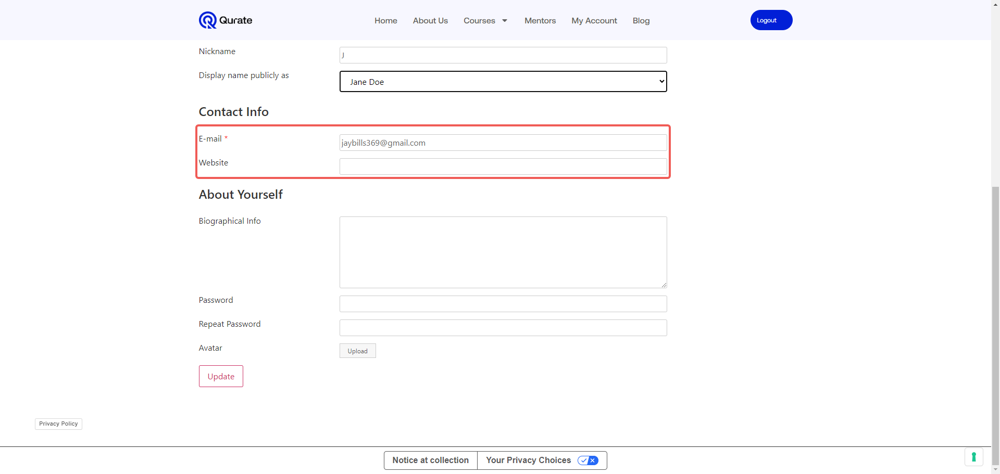 Qurate
Home About Us Courses Mentors My Account Blog
Logout
Nickname
J
Display name publicly as
Jane Doe
Contact Info
E-mail *
jaybills369@gmail.com
Website
About Yourself
Biographical Info
Password
Repeat Password
Avatar
Upload
Update
Privacy Policy
Notice at collection Your Privacy Choices